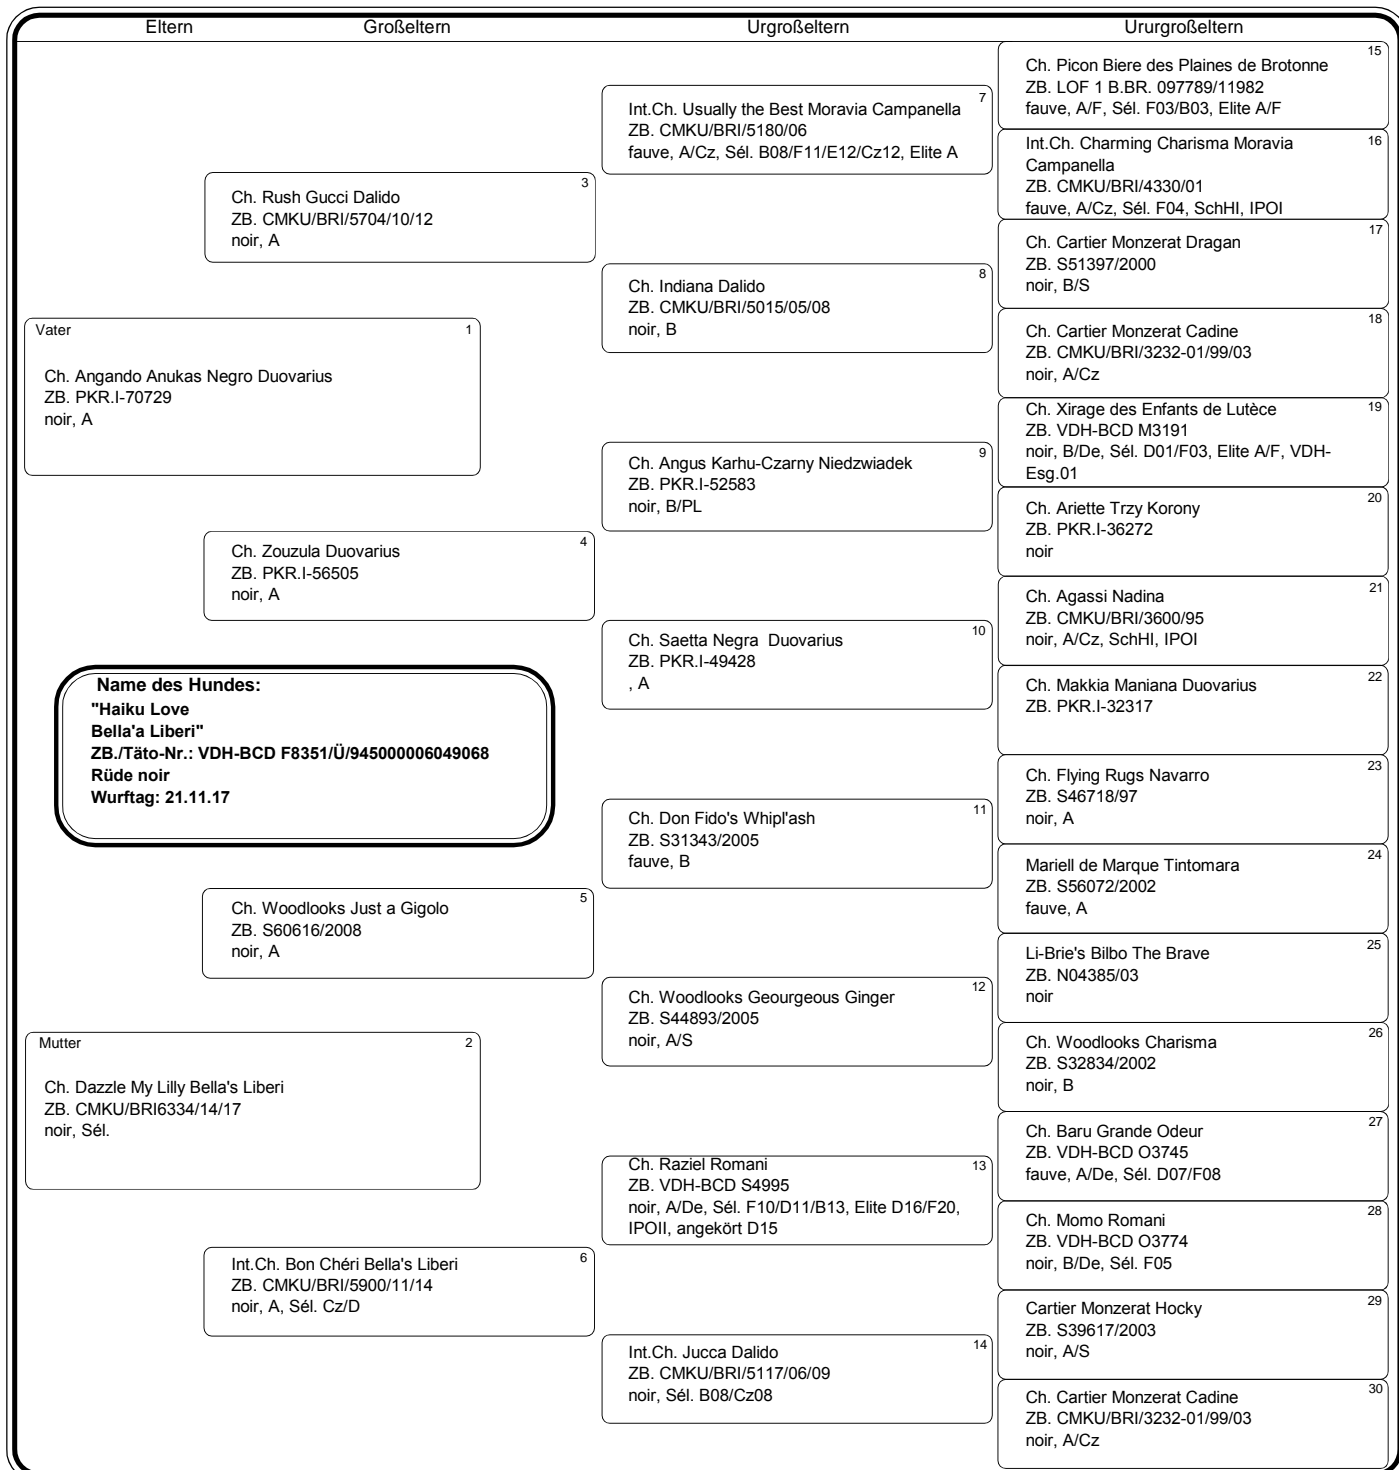 Eltern
Großeltern
Urgroßeltern
Ururgroßeltern
Vater 1
Ch. Angando Anukas Negro Duovarius
ZB. PKR.I-70729
noir, A
Name des Hundes:
"Haiku Love
Bella'a Liberi"
ZB./Täto-Nr.: VDH-BCD F8351/Ü/945000006049068
Rüde noir
Wurftag: 21.11.17
Mutter 2
Ch. Dazzle My Lilly Bella's Liberi
ZB. CMKU/BRI6334/14/17
noir, Sél.
3
Ch. Rush Gucci Dalido
ZB. CMKU/BRI/5704/10/12
noir, A
4
Ch. Zouzula Duovarius
ZB. PKR.I-56505
noir, A
5
Ch. Woodlooks Just a Gigolo
ZB. S60616/2008
noir, A
6
Int.Ch. Bon Chéri Bella's Liberi
ZB. CMKU/BRI/5900/11/14
noir, A, Sél. Cz/D
7
Int.Ch. Usually the Best Moravia Campanella
ZB. CMKU/BRI/5180/06
fauve, A/Cz, Sél. B08/F11/E12/Cz12, Elite A
8
Ch. Indiana Dalido
ZB. CMKU/BRI/5015/05/08
noir, B
9
Ch. Angus Karhu-Czarny Niedzwiadek
ZB. PKR.I-52583
noir, B/PL
10
Ch. Saetta Negra  Duovarius
ZB. PKR.I-49428
, A
11
Ch. Don Fido's Whipl'ash
ZB. S31343/2005
fauve, B
12
Ch. Woodlooks Geourgeous Ginger
ZB. S44893/2005
noir, A/S
13
Ch. Raziel Romani
ZB. VDH-BCD S4995
noir, A/De, Sél. F10/D11/B13, Elite D16/F20,
IPOII, angekört D15
14
Int.Ch. Jucca Dalido
ZB. CMKU/BRI/5117/06/09
noir, Sél. B08/Cz08
15
Ch. Picon Biere des Plaines de Brotonne
ZB. LOF 1 B.BR. 097789/11982
fauve, A/F, Sél. F03/B03, Elite A/F
16
Int.Ch. Charming Charisma Moravia
Campanella
ZB. CMKU/BRI/4330/01
fauve, A/Cz, Sél. F04, SchHI, IPOI
17
Ch. Cartier Monzerat Dragan
ZB. S51397/2000
noir, B/S
18
Ch. Cartier Monzerat Cadine
ZB. CMKU/BRI/3232-01/99/03
noir, A/Cz
19
Ch. Xirage des Enfants de Lutèce
ZB. VDH-BCD M3191
noir, B/De, Sél. D01/F03, Elite A/F, VDH-
Esg.01
20
Ch. Ariette Trzy Korony
ZB. PKR.I-36272
noir
21
Ch. Agassi Nadina
ZB. CMKU/BRI/3600/95
noir, A/Cz, SchHI, IPOI
22
Ch. Makkia Maniana Duovarius
ZB. PKR.I-32317
23
Ch. Flying Rugs Navarro
ZB. S46718/97
noir, A
24
Mariell de Marque Tintomara
ZB. S56072/2002
fauve, A
25
Li-Brie's Bilbo The Brave
ZB. N04385/03
noir
26
Ch. Woodlooks Charisma
ZB. S32834/2002
noir, B
27
Ch. Baru Grande Odeur
ZB. VDH-BCD O3745
fauve, A/De, Sél. D07/F08
28
Ch. Momo Romani
ZB. VDH-BCD O3774
noir, B/De, Sél. F05
29
Cartier Monzerat Hocky
ZB. S39617/2003
noir, A/S
30
Ch. Cartier Monzerat Cadine
ZB. CMKU/BRI/3232-01/99/03
noir, A/Cz